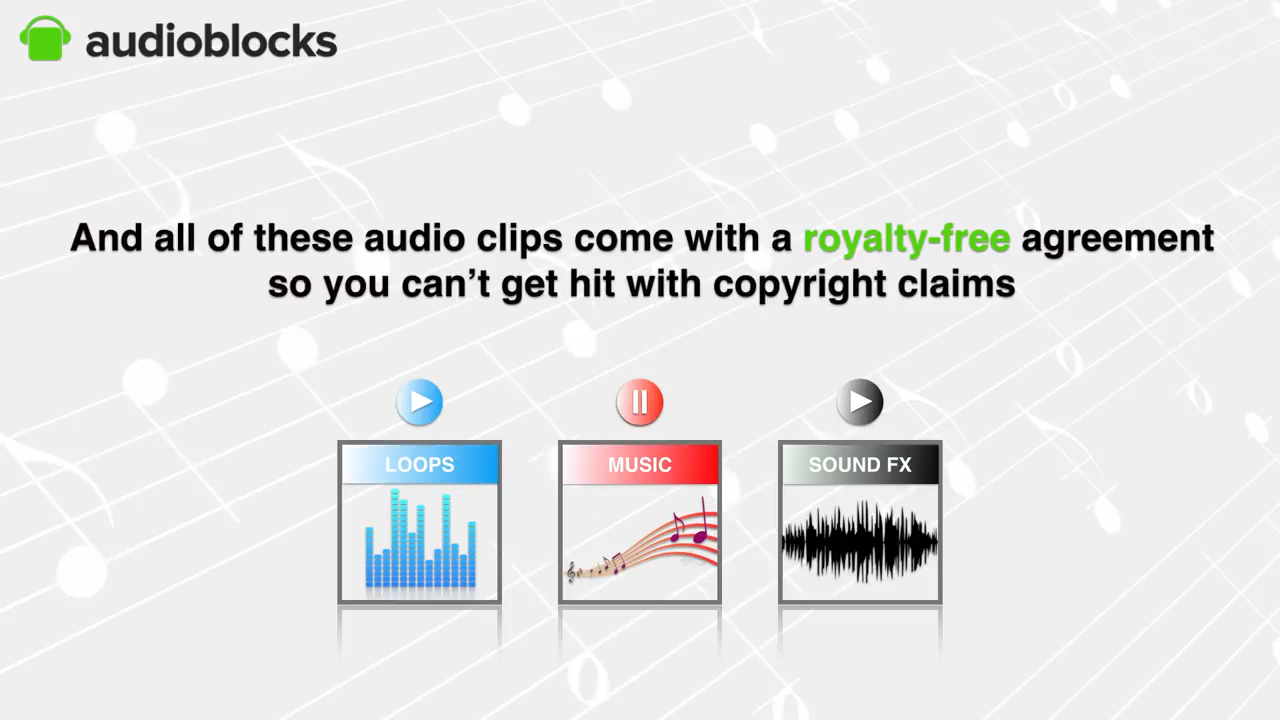 audioblocks
And all of these audio clips come with a royalty-free agreement
so you can’t get hit with copyright claims
LOOPS
MUSIC
SOUND FX